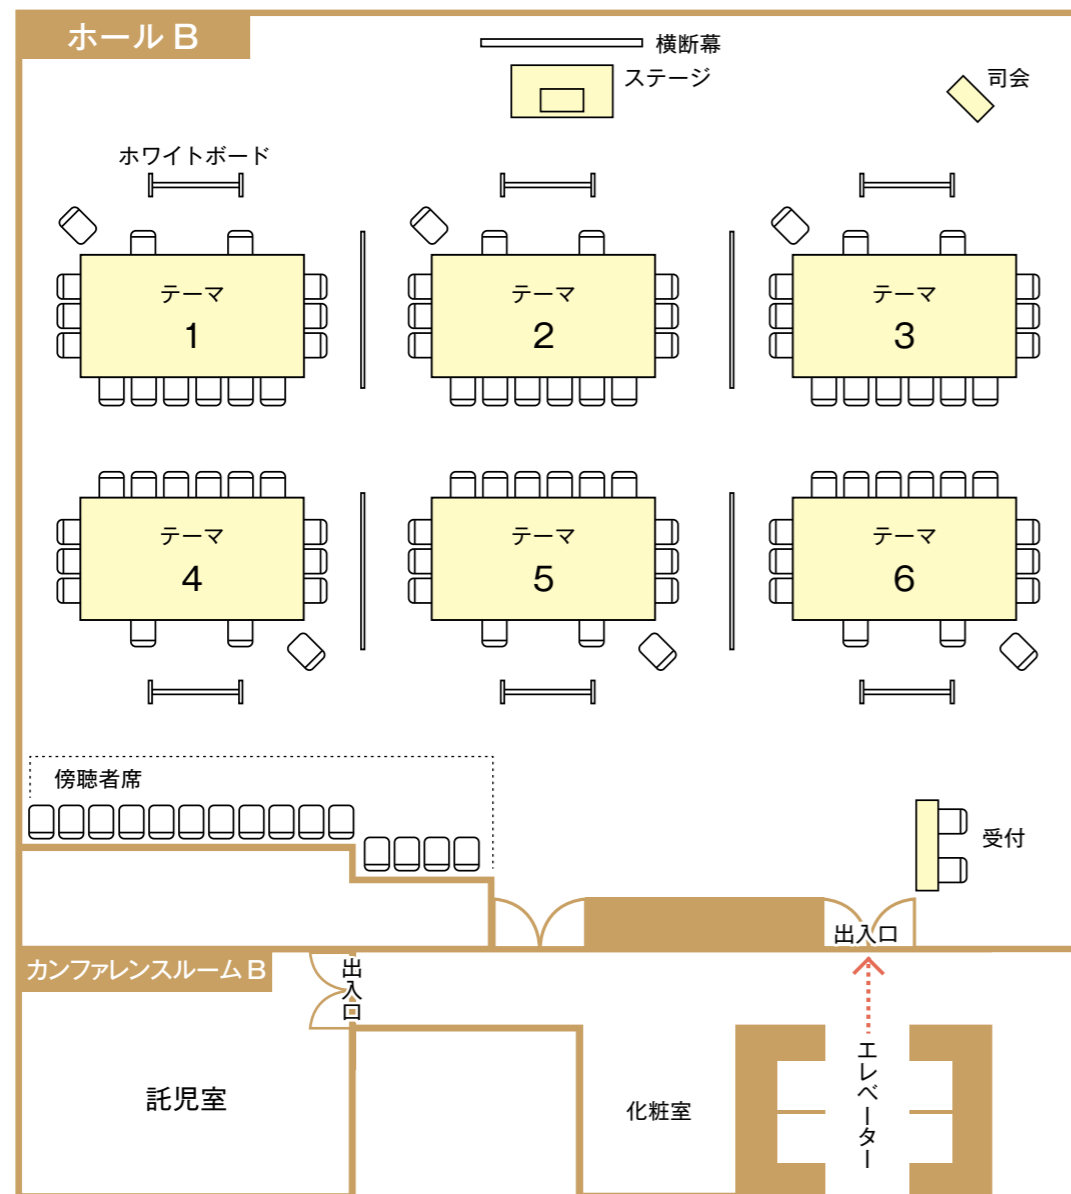 ホール B
横断幕
ステージ
司会
ホワイトボード
テーマ
1
テーマ
2
テーマ
3
テーマ
4
テーマ
5
テーマ
6
傍聴者席
受付
出入口
カンファレンスルーム B
出入口
エレベーター
託児室
化粧室